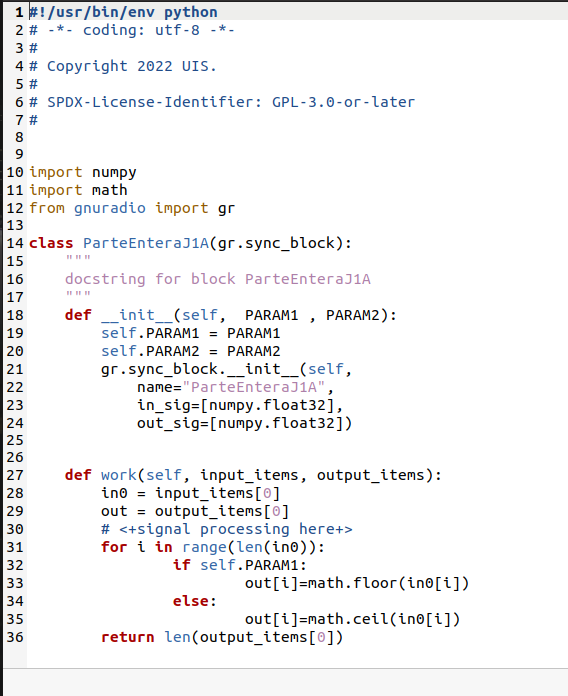 1 #!/usr/bin/env python
2 # -*- coding: utf-8 -*-
3 #
4 # Copyright 2022 UIS.
5 #
6 # SPDX-License-Identifier: GPL-3.0-or-later
7 #
8
9
10 import numpy
11 import math
12 from gnuradio import gr
13
14 class ParteEnteraJ1A(gr.sync_block):
15     """
16     docstring for block ParteEnteraJ1A
17     """
18     def __init__(self,  PARAM1 , PARAM2):
19         self.PARAM1 = PARAM1
20         self.PARAM2 = PARAM2
21         gr.sync_block.__init__(self,
22             name="ParteEnteraJ1A",
23             in_sig=[numpy.float32],
24             out_sig=[numpy.float32])
25
26
27     def work(self, input_items, output_items):
28         in0 = input_items[0]
29         out = output_items[0]
30         # <+signal processing here+>
31         for i in range(len(in0)):
32                 if self.PARAM1:
33                         out[i]=math.floor(in0[i])
34                 else:
35                         out[i]=math.ceil(in0[i])
36         return len(output_items[0])